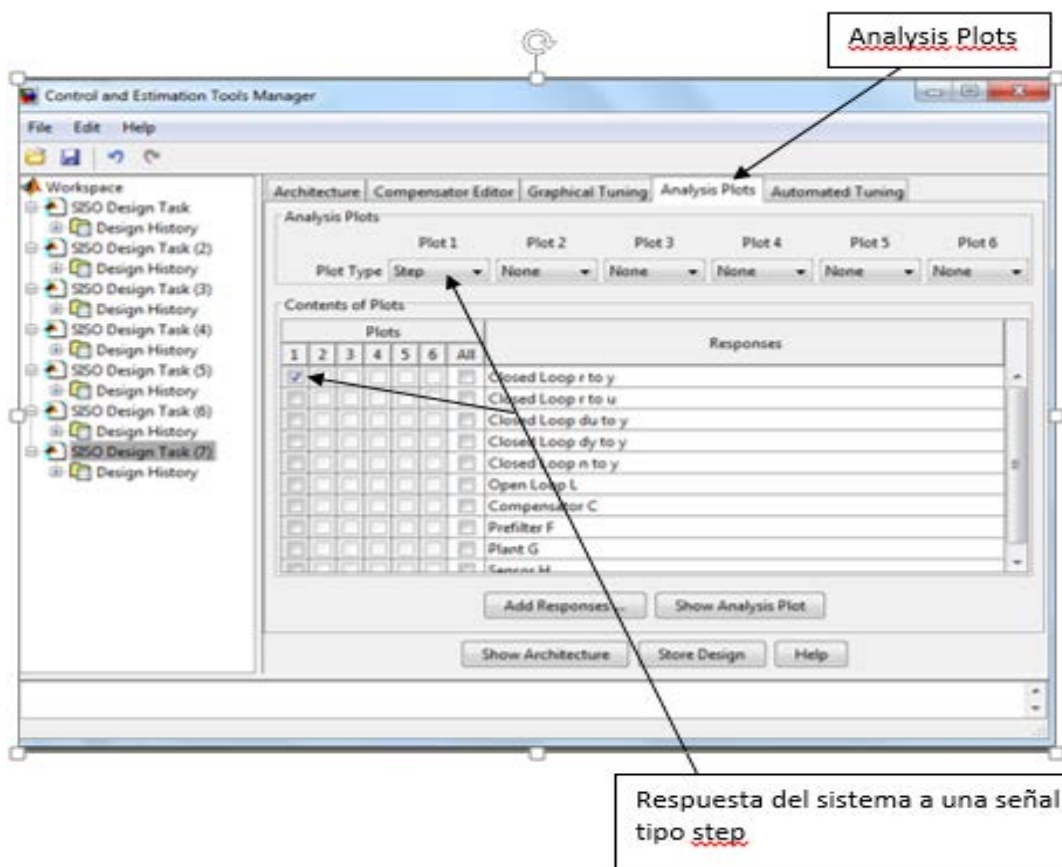 Analysis Plots
Control and Estimation Tools Manager
File Edit Help
Workspace
SISO Design Task
Design History
SISO Design Task (2)
Design History
SISO Design Task (3)
Design History
SISO Design Task (4)
Design History
SISO Design Task (5)
Design History
SISO Design Task (6)
Design History
SISO Design Task (7)
Design History
Architecture Compensator Editor Graphical Tuning Analysis Plots Automated Tuning
Analysis Plots
Plot 1 Plot 2 Plot 3 Plot 4 Plot 5 Plot 6
Plot Type Step None None None None None
Contents of Plots
Plots
Responses
1 2 3 4 5 6 All
Closed Loop r to y
Closed Loop r to u
Closed Loop du to y
Closed Loop dy to y
Closed Loop n to y
Open Loop L
Compensator C
Prefilter F
Plant G
Sensor H
Add Responses ... Show Analysis Plot
Show Architecture Store Design Help
Respuesta del sistema a una señal
tipo step